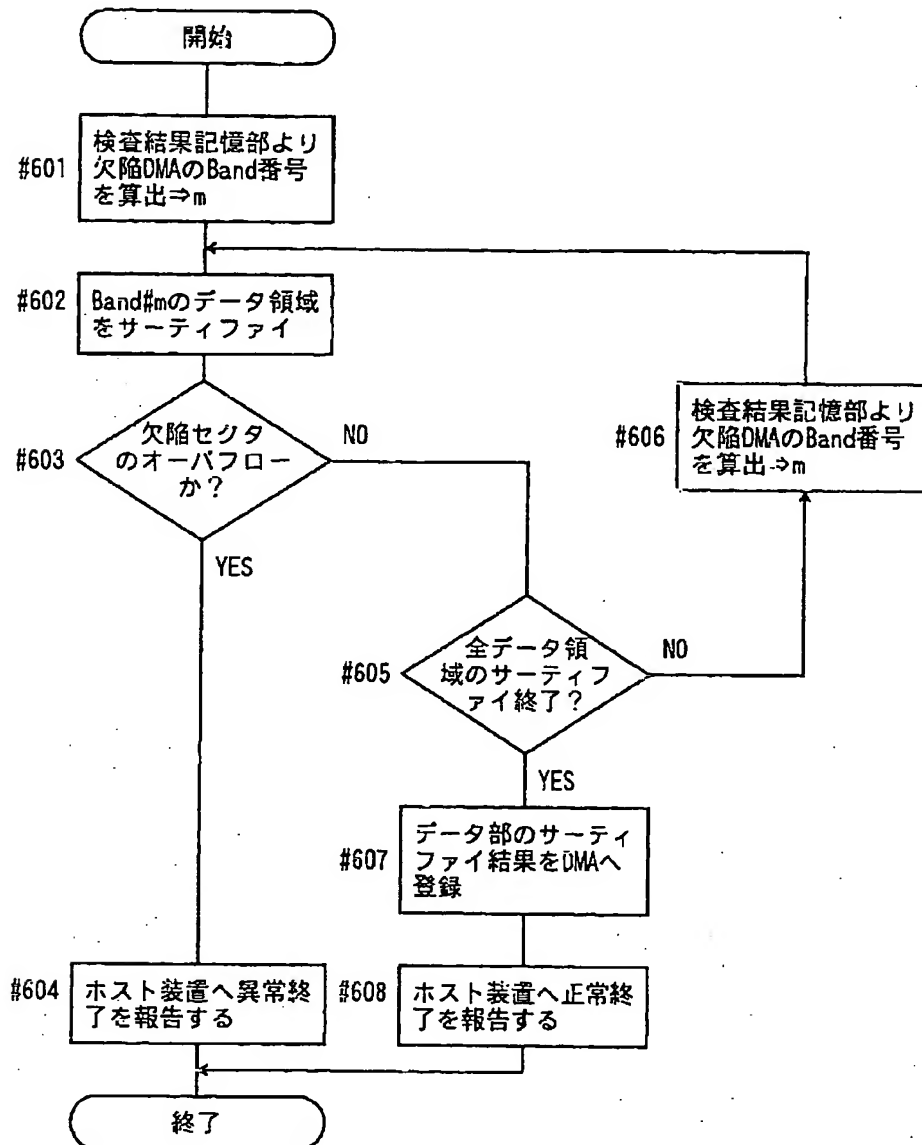 開始
#601
検査結果記憶部より
欠陥DMAのBand番号
を算出⇒m
#602
Band#mのデータ領域
をサーティファイ
#603
欠陥セクタ
のオーバフロー
か？
NO
YES
#606
検査結果記憶部より
欠陥DMAのBand番号
を算出⇒m
#605
全データ領
域のサーティフ
ァイ終了？
NO
YES
#607
データ部のサーティ
ファイ結果をDMAへ
登録
#604
ホスト装置へ異常終
了を報告する
#608
ホスト装置へ正常終
了を報告する
終了